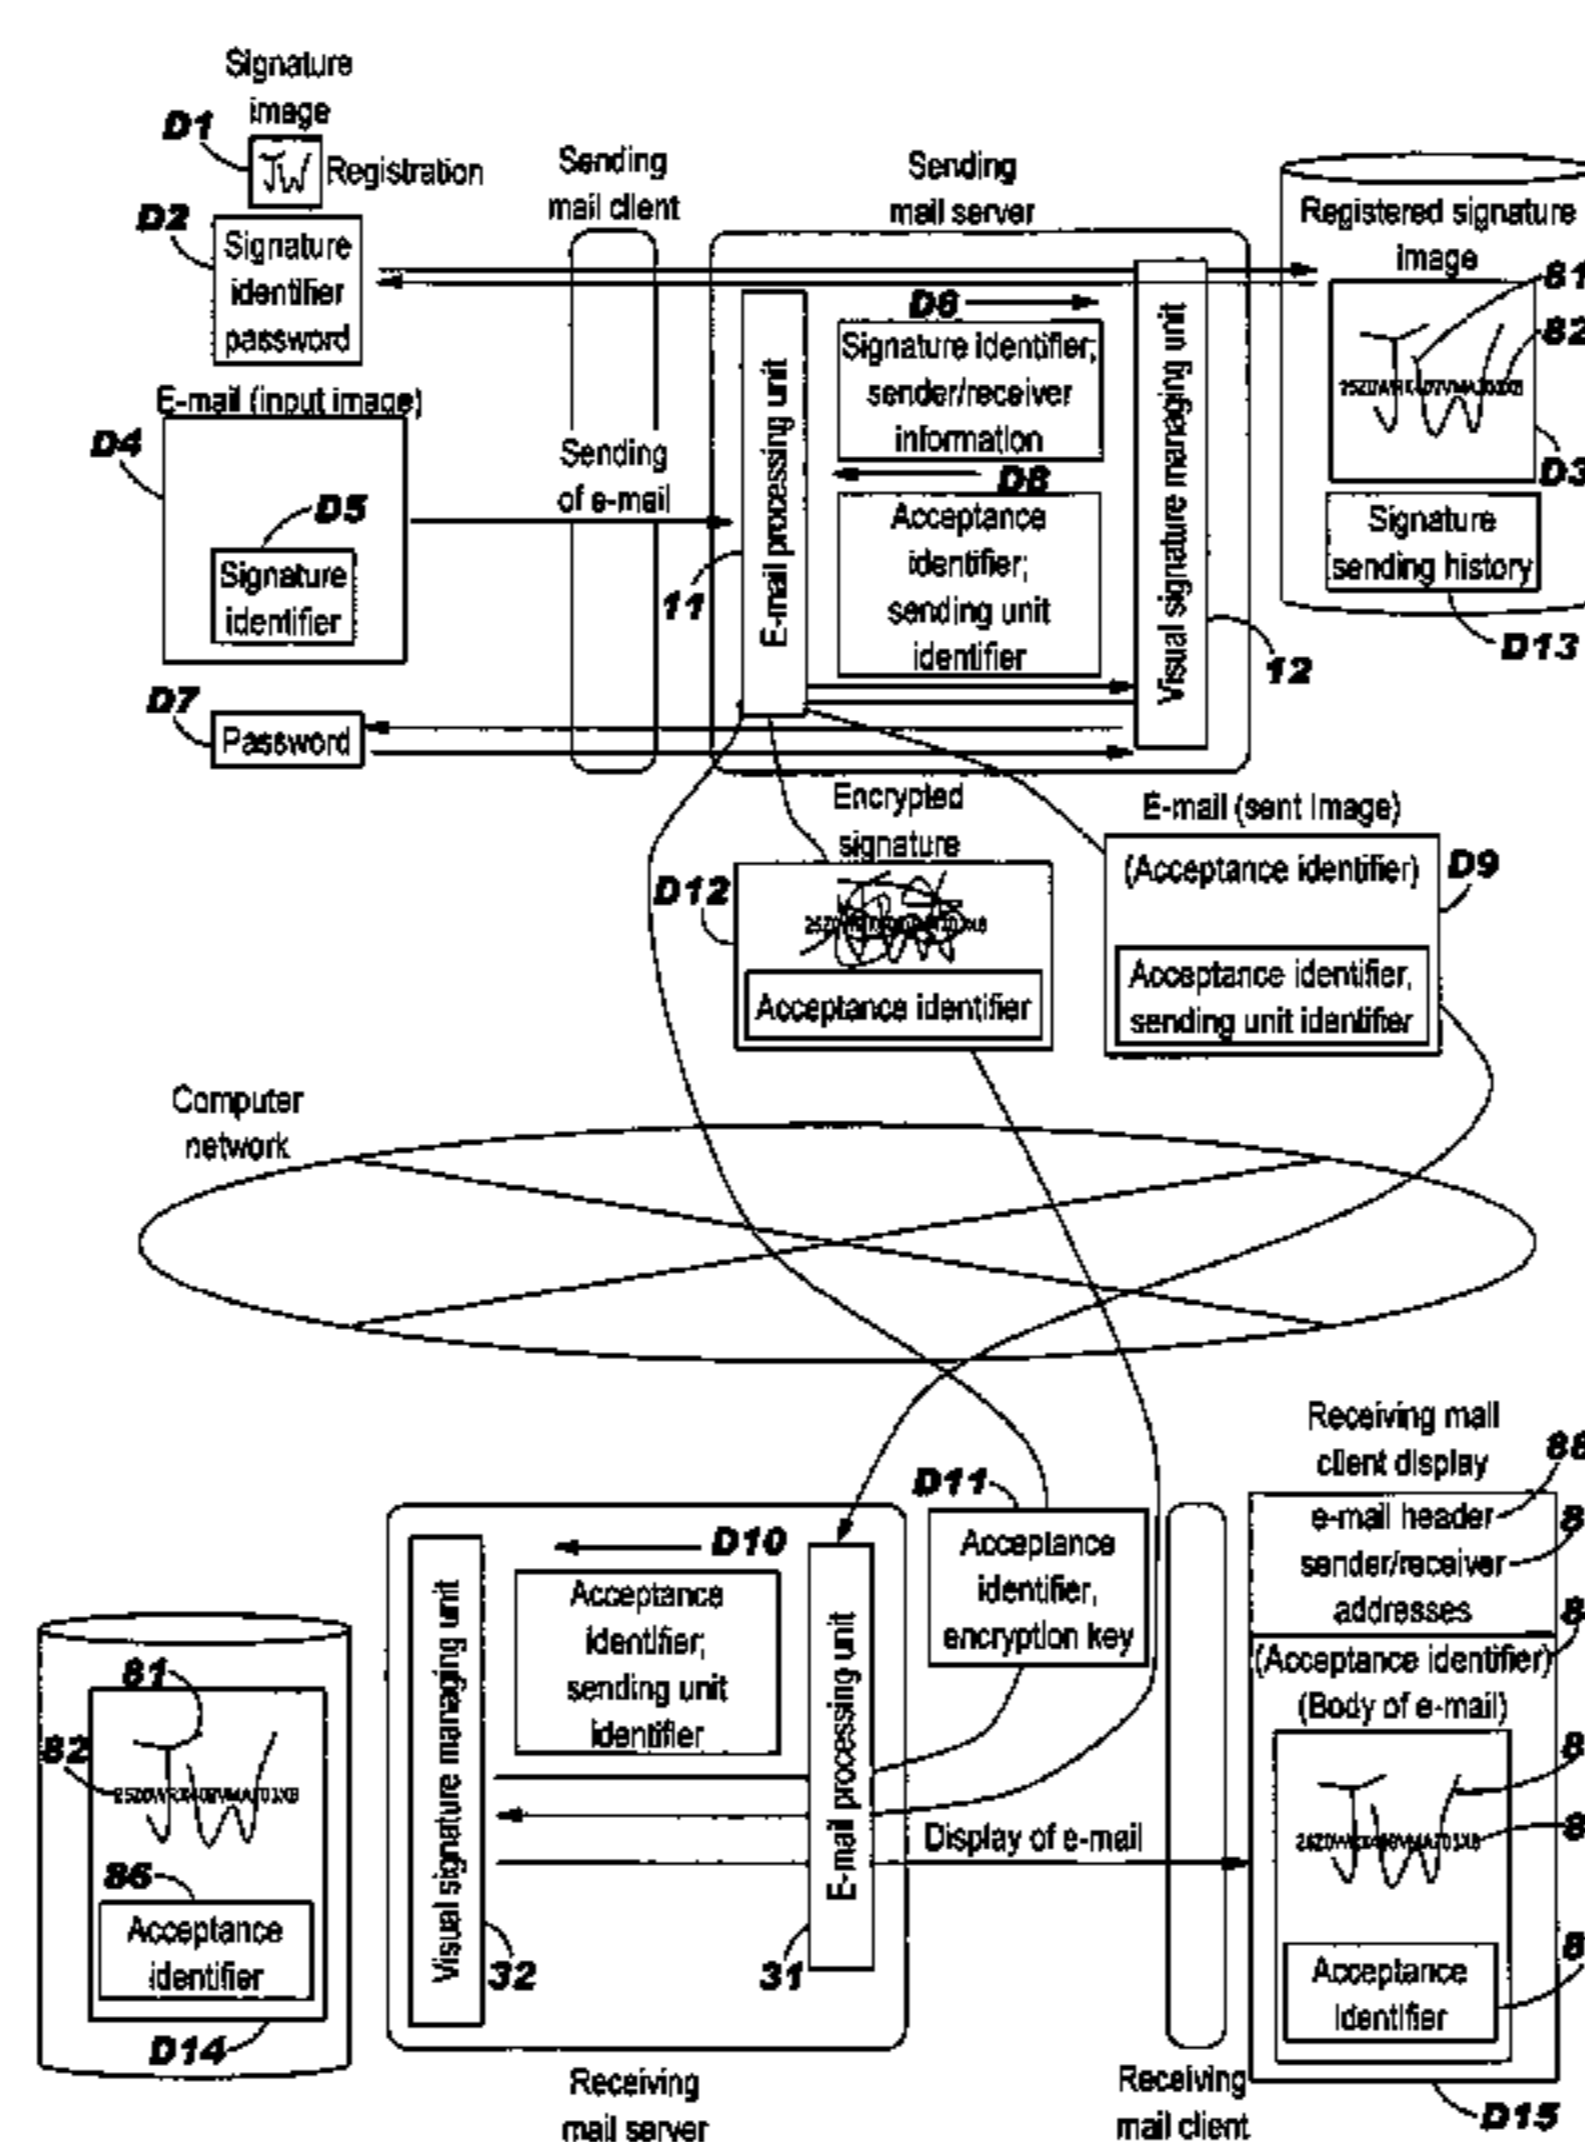 Signature
image
D1
Registration
D2
Signature
identifier
password
Sending
mail client
Sending
mail server
Registered signature
image
81
82
D3
Signature
sending history
D13
E-mail (input image)
D4
D5
Signature
identifier
Sending
of e-mail
E-mail processing unit
11
D6
Signature identifier;
sender/receiver
information
D8
Acceptance
identifier;
sending unit
identifier
Visual signature managing unit
12
D7
Password
Encrypted
signature
D12
Acceptance identifier
E-mail (sent image)
(Acceptance identifier)
D9
Acceptance identifier,
sending unit identifier
Computer
network
Receiving mail
client display
88
e-mail header
sender/receiver
addresses
(Acceptance identifier)
(Body of e-mail)
Acceptance
identifier
D15
D11
Acceptance
identifier,
encryption key
D10
Acceptance
identifier;
sending unit
identifier
Visual signature managing unit
32
E-mail processing unit
31
Display of e-mail
81
82
86
Acceptance
identifier
D14
Receiving
mail server
Receiving
mail client